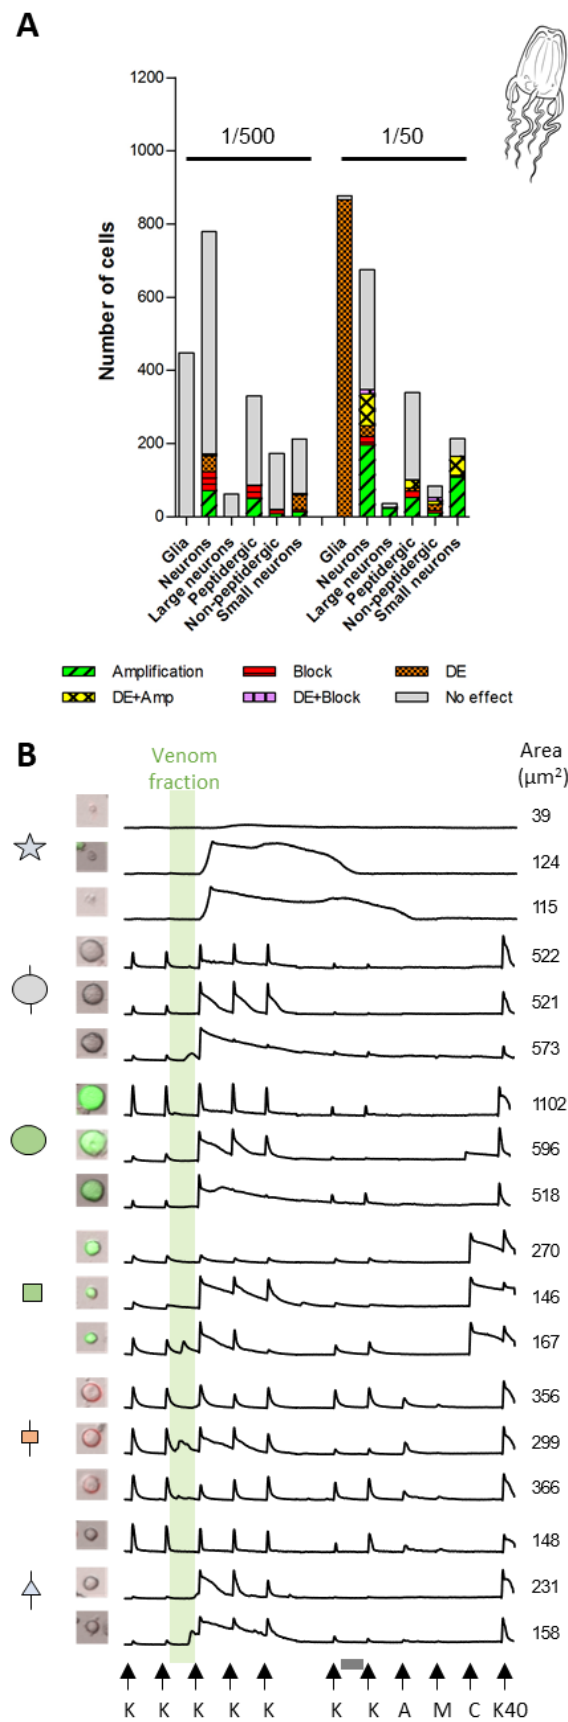 A
1200
1000
800
600
400
200
0
Number of cells
1/500
1/50
Glia
Neurons
Large neurons
Peptidergic
Non-peptidergic
Small neurons
Glia
Neurons
Large neurons
Peptidergic
Non-peptidergic
Small neurons
Amplification
Block
DE
DE+Amp
DE+Block
No effect
B
Venom
fraction
Area
(μm²)
39
124
115
522
521
573
1102
596
518
270
146
167
356
299
366
148
231
158
K K K K K K K A M C K40